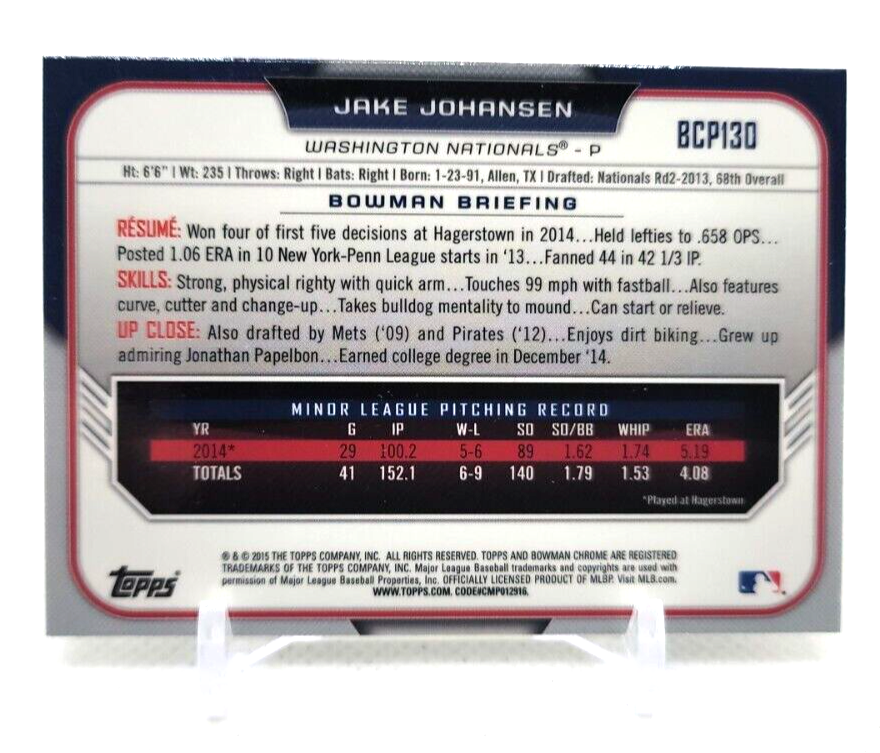 JAKE JOHANSEN
BCP130
WASHINGTON NATIONALS® - P
Ht: 6'6" | Wt: 235 | Throws: Right | Bats: Right | Born: 1-23-91, Allen, TX | Drafted: Nationals Rd2-2013, 68th Overall
BOWMAN BRIEFING
RÉSUMÉ: Won four of first five decisions at Hagerstown in 2014...Held lefties to .658 OPS...
Posted 1.06 ERA in 10 New York-Penn League starts in '13...Fanned 44 in 42 1/3 IP.
SKILLS: Strong, physical righty with quick arm...Touches 99 mph with fastball...Also features
curve, cutter and change-up...Takes bulldog mentality to mound...Can start or relieve.
UP CLOSE: Also drafted by Mets ('09) and Pirates ('12)...Enjoys dirt biking...Grew up
admiring Jonathan Papelbon...Earned college degree in December '14.
MINOR LEAGUE PITCHING RECORD
YR G IP W-L SO SO/BB WHIP ERA
2014* 29 100.2 5-6 89 1.62 1.74 5.19
TOTALS 41 152.1 6-9 140 1.79 1.53 4.08
*Played at Hagerstown
® & © 2015 THE TOPPS COMPANY, INC. ALL RIGHTS RESERVED. TOPPS AND BOWMAN CHROME ARE REGISTERED
TRADEMARKS OF THE TOPPS COMPANY, INC. Major League Baseball trademarks and copyrights are used with
permission of Major League Baseball Properties, Inc. OFFICIALLY LICENSED PRODUCT OF MLBP. Visit MLB.com.
WWW.TOPPS.COM. CODE#CMP012916.
TOPPS